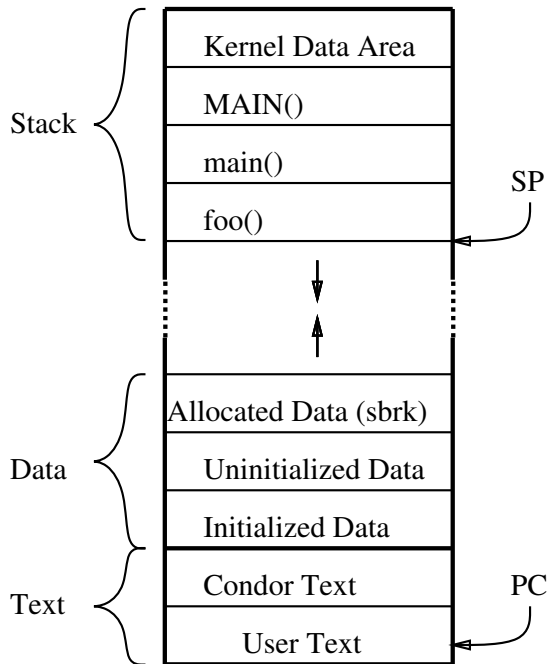 Kernel Data Area
MAIN()
Stack
main()
SP
foo()
Allocated Data (sbrk)
Data
Uninitialized Data
Initialized Data
Condor Text
PC
Text
User Text